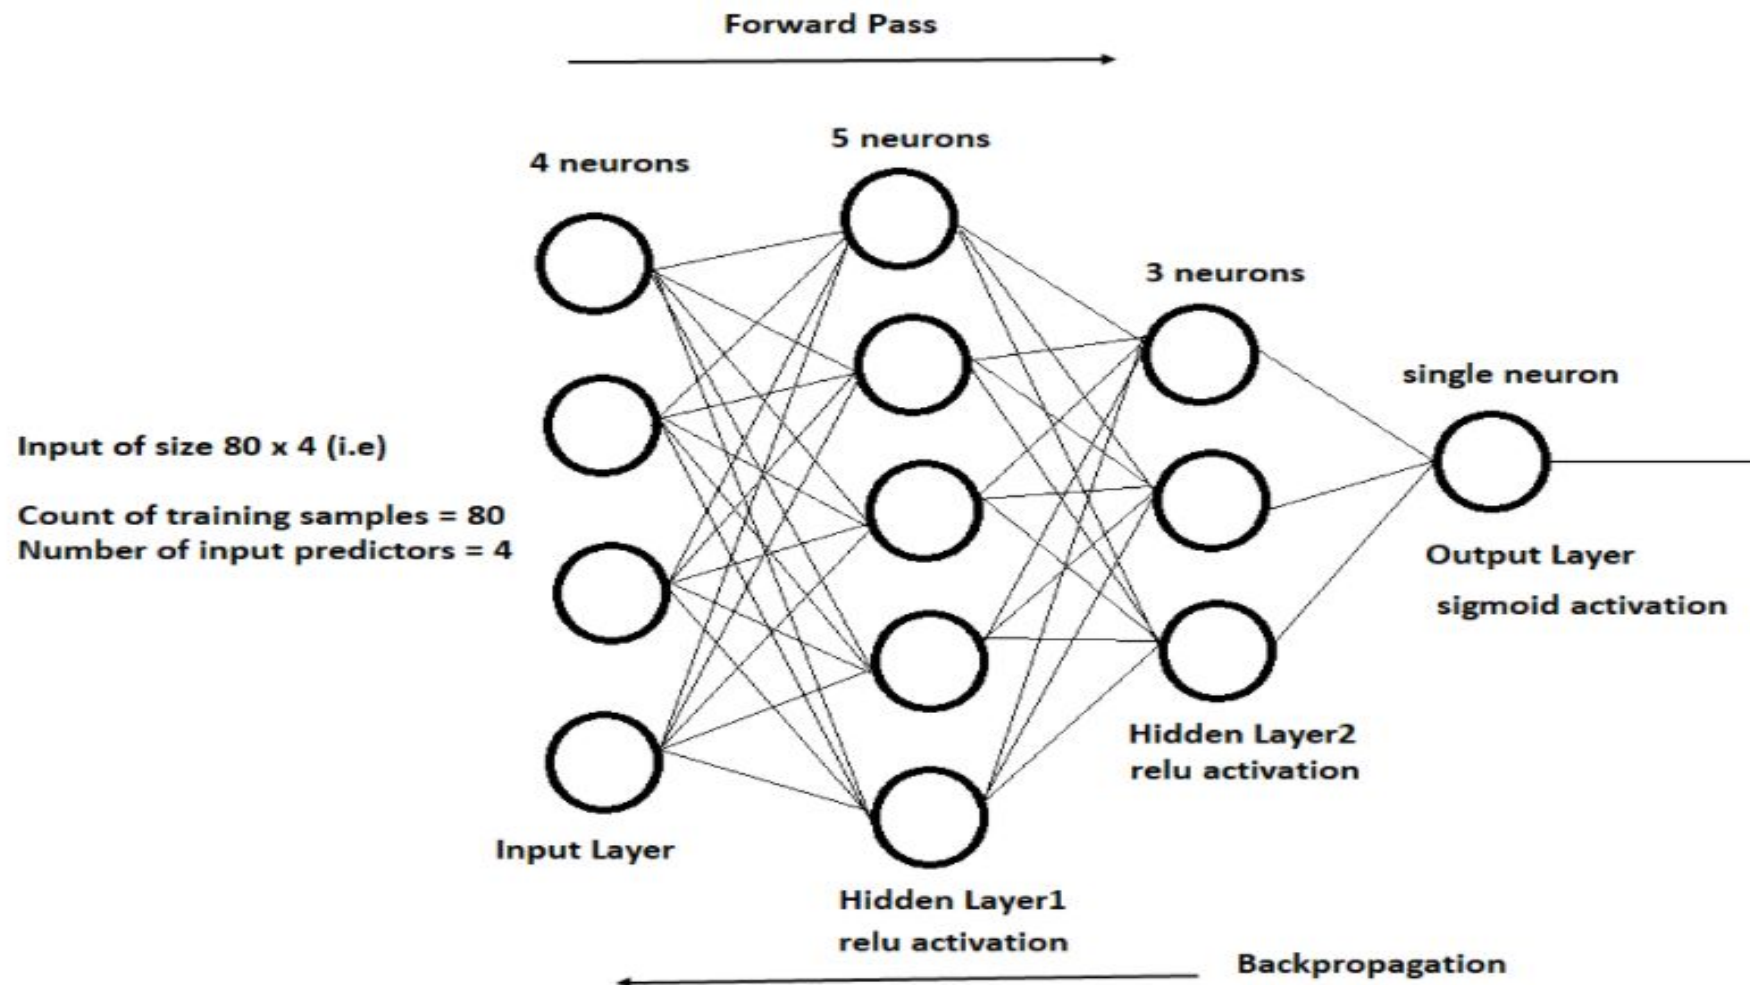 Forward Pass
5 neurons
4 neurons
3 neurons
single neuron
Input of size 80 x 4 (i.e)
Count of training samples = 80
Number of input predictors = 4
Output Layer
sigmoid activation
Hidden Layer2
relu activation
Input Layer
Hidden Layer1
relu activation
Backpropagation